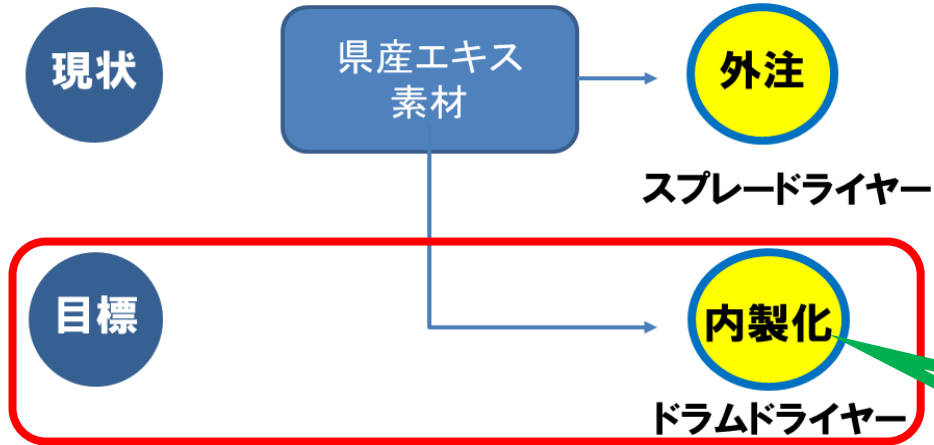 現状
県産エキス
素材
外注
スプレードライヤー
目標
内製化
ドラムドライヤー